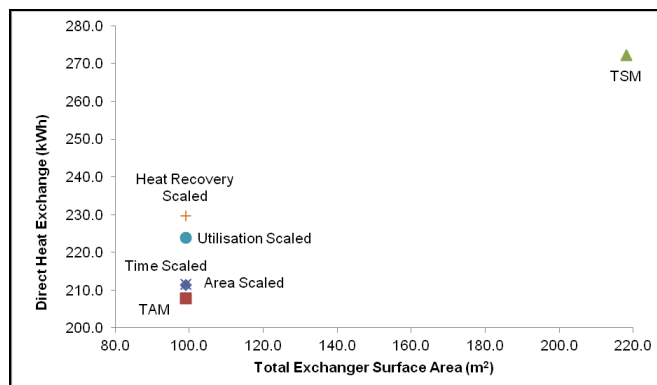 280.0
270.0
260.0
250.0
240.0
230.0
220.0
210.0
200.0
Direct Heat Exchange (kWh)
TSM
Heat Recovery
Scaled
Utilisation Scaled
Time Scaled
Area Scaled
TAM
80.0 100.0 120.0 140.0 160.0 180.0 200.0 220.0
Total Exchanger Surface Area (m²)